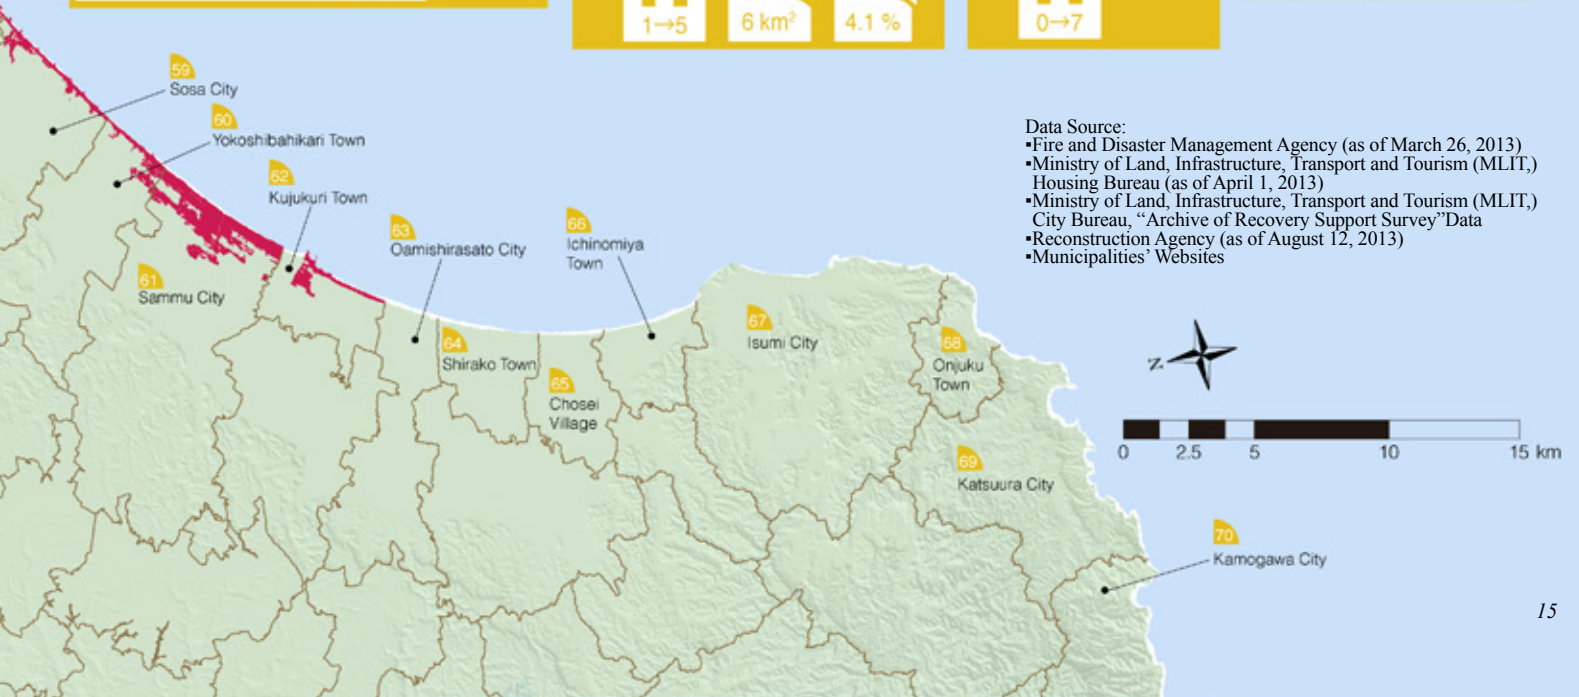 1→5
6 km²
4.1 %
0→7
59
Sosa City
60
Yokoshibahikari Town
62
Kujukuri Town
63
Oamishirasato City
66
Ichinomiya
Town
61
Sammu City
64
Shirako Town
65
Chosei
Village
67
Isumi City
68
Onjuku
Town
69
Katsuura City
70
Kamogawa City
Data Source:
▪Fire and Disaster Management Agency (as of March 26, 2013)
▪Ministry of Land, Infrastructure, Transport and Tourism (MLIT,)
Housing Bureau (as of April 1, 2013)
▪Ministry of Land, Infrastructure, Transport and Tourism (MLIT,)
City Bureau, “Archive of Recovery Support Survey”Data
▪Reconstruction Agency (as of August 12, 2013)
▪Municipalities’ Websites
N
0 2.5 5 10 15 km
15